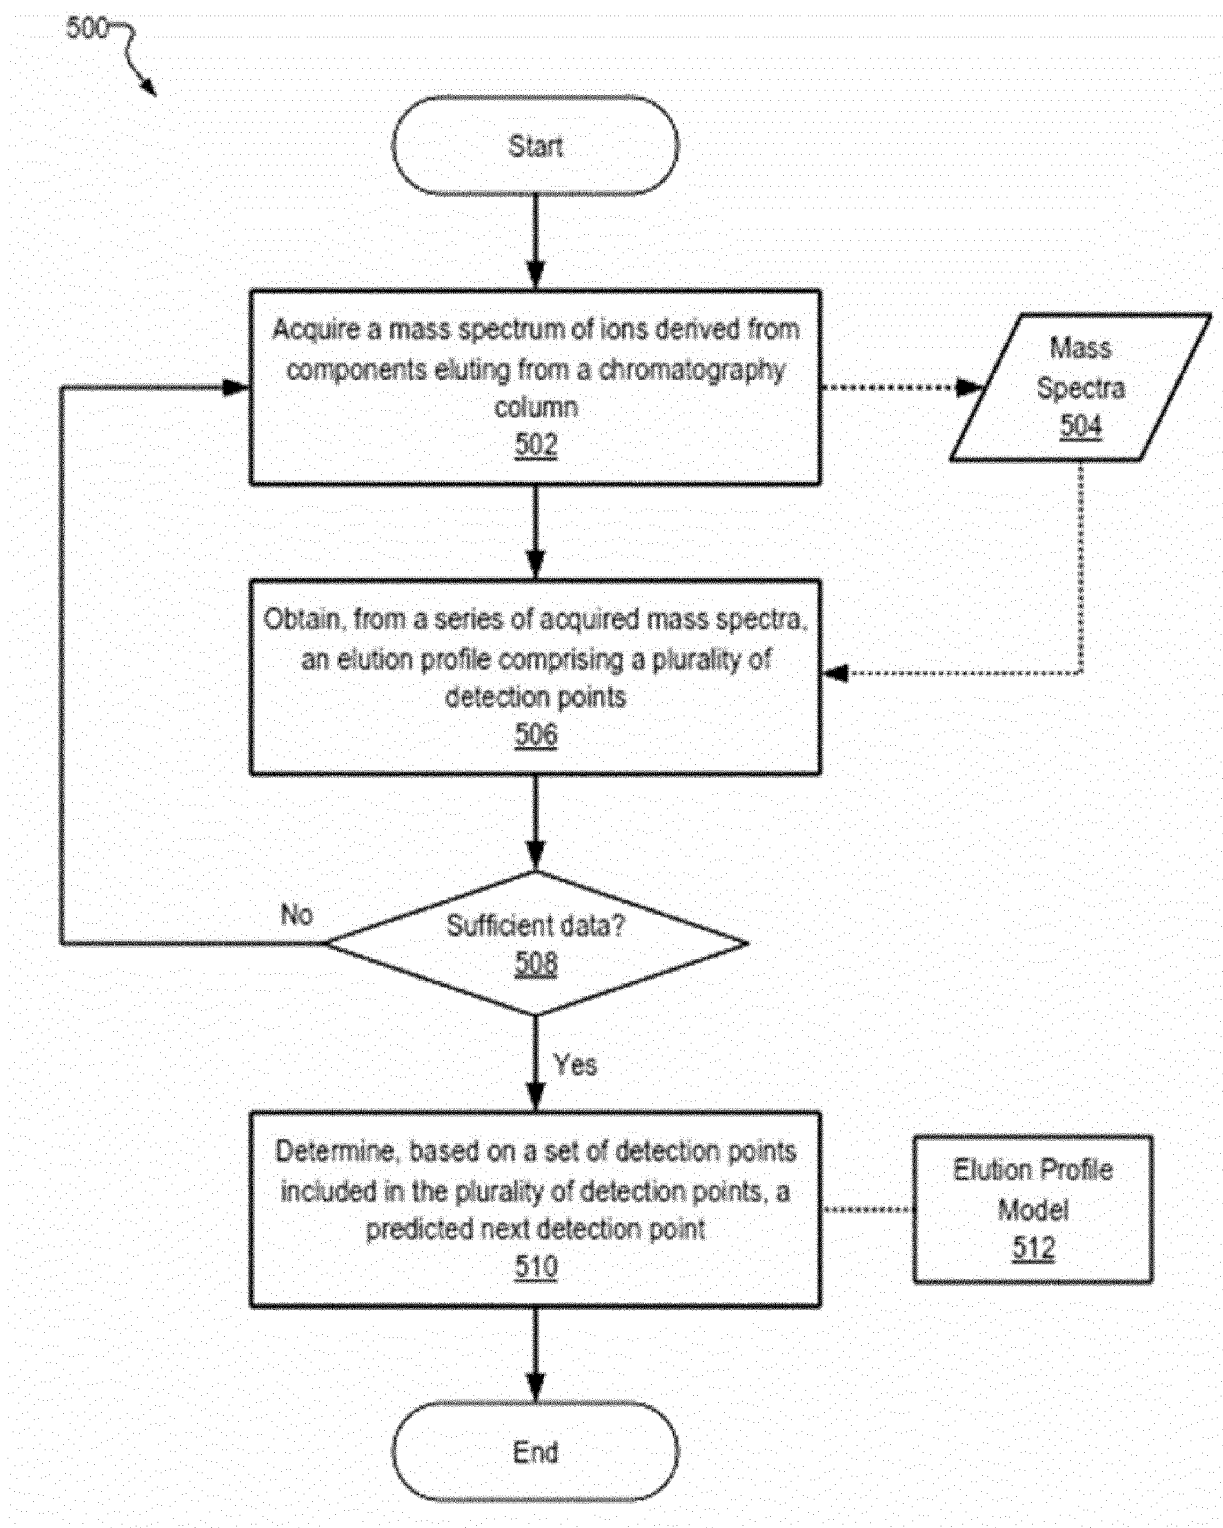 500
Start
Acquire a mass spectrum of ions derived from
components eluting from a chromatography
column
502
Mass
Spectra
504
Obtain, from a series of acquired mass spectra,
an elution profile comprising a plurality of
detection points
506
No
Sufficient data?
508
Yes
Determine, based on a set of detection points
included in the plurality of detection points, a
predicted next detection point
510
Elution Profile
Model
512
End